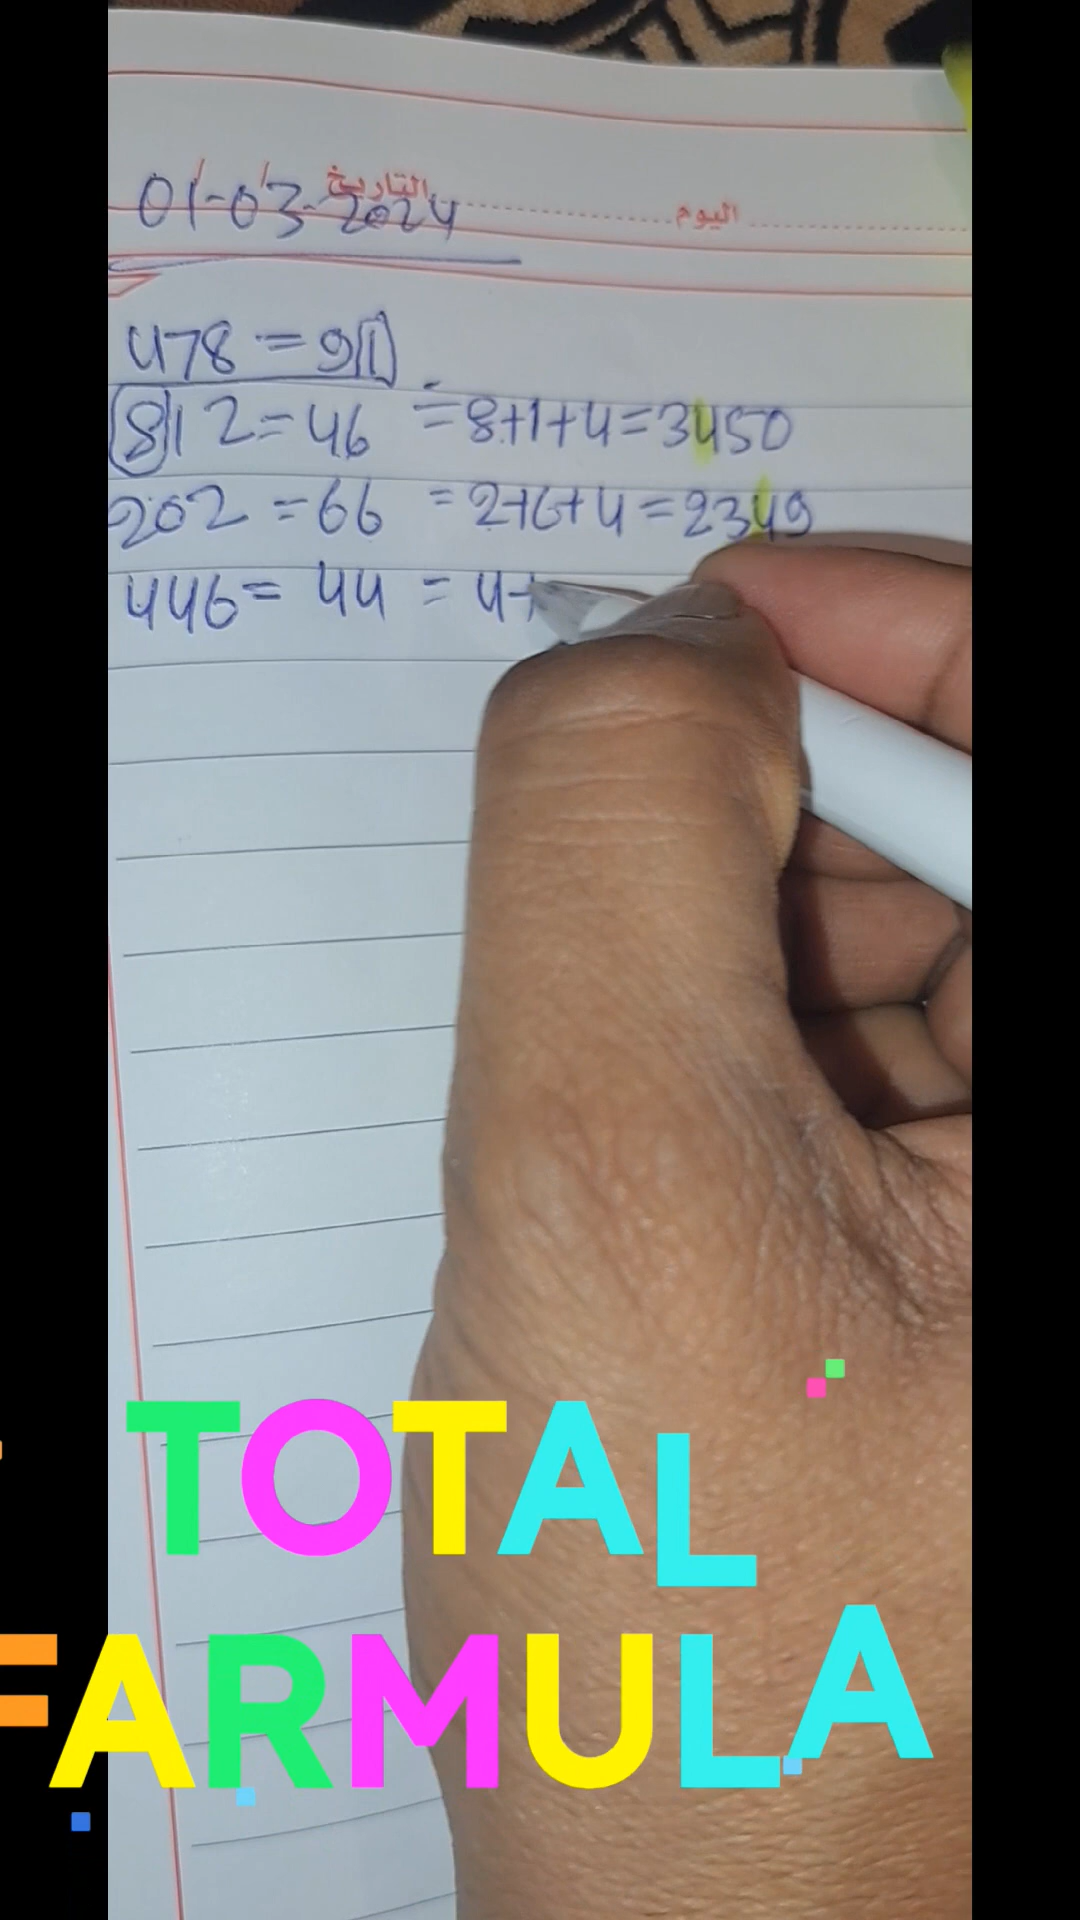 التاريخ
اليوم
01-03-2024
478 = 91
812 = 46 = 8+1+4 = 3450
202 = 66 = 2+6+4 = 2349
446 = 44 = 4+
TOTAL
FARMULA